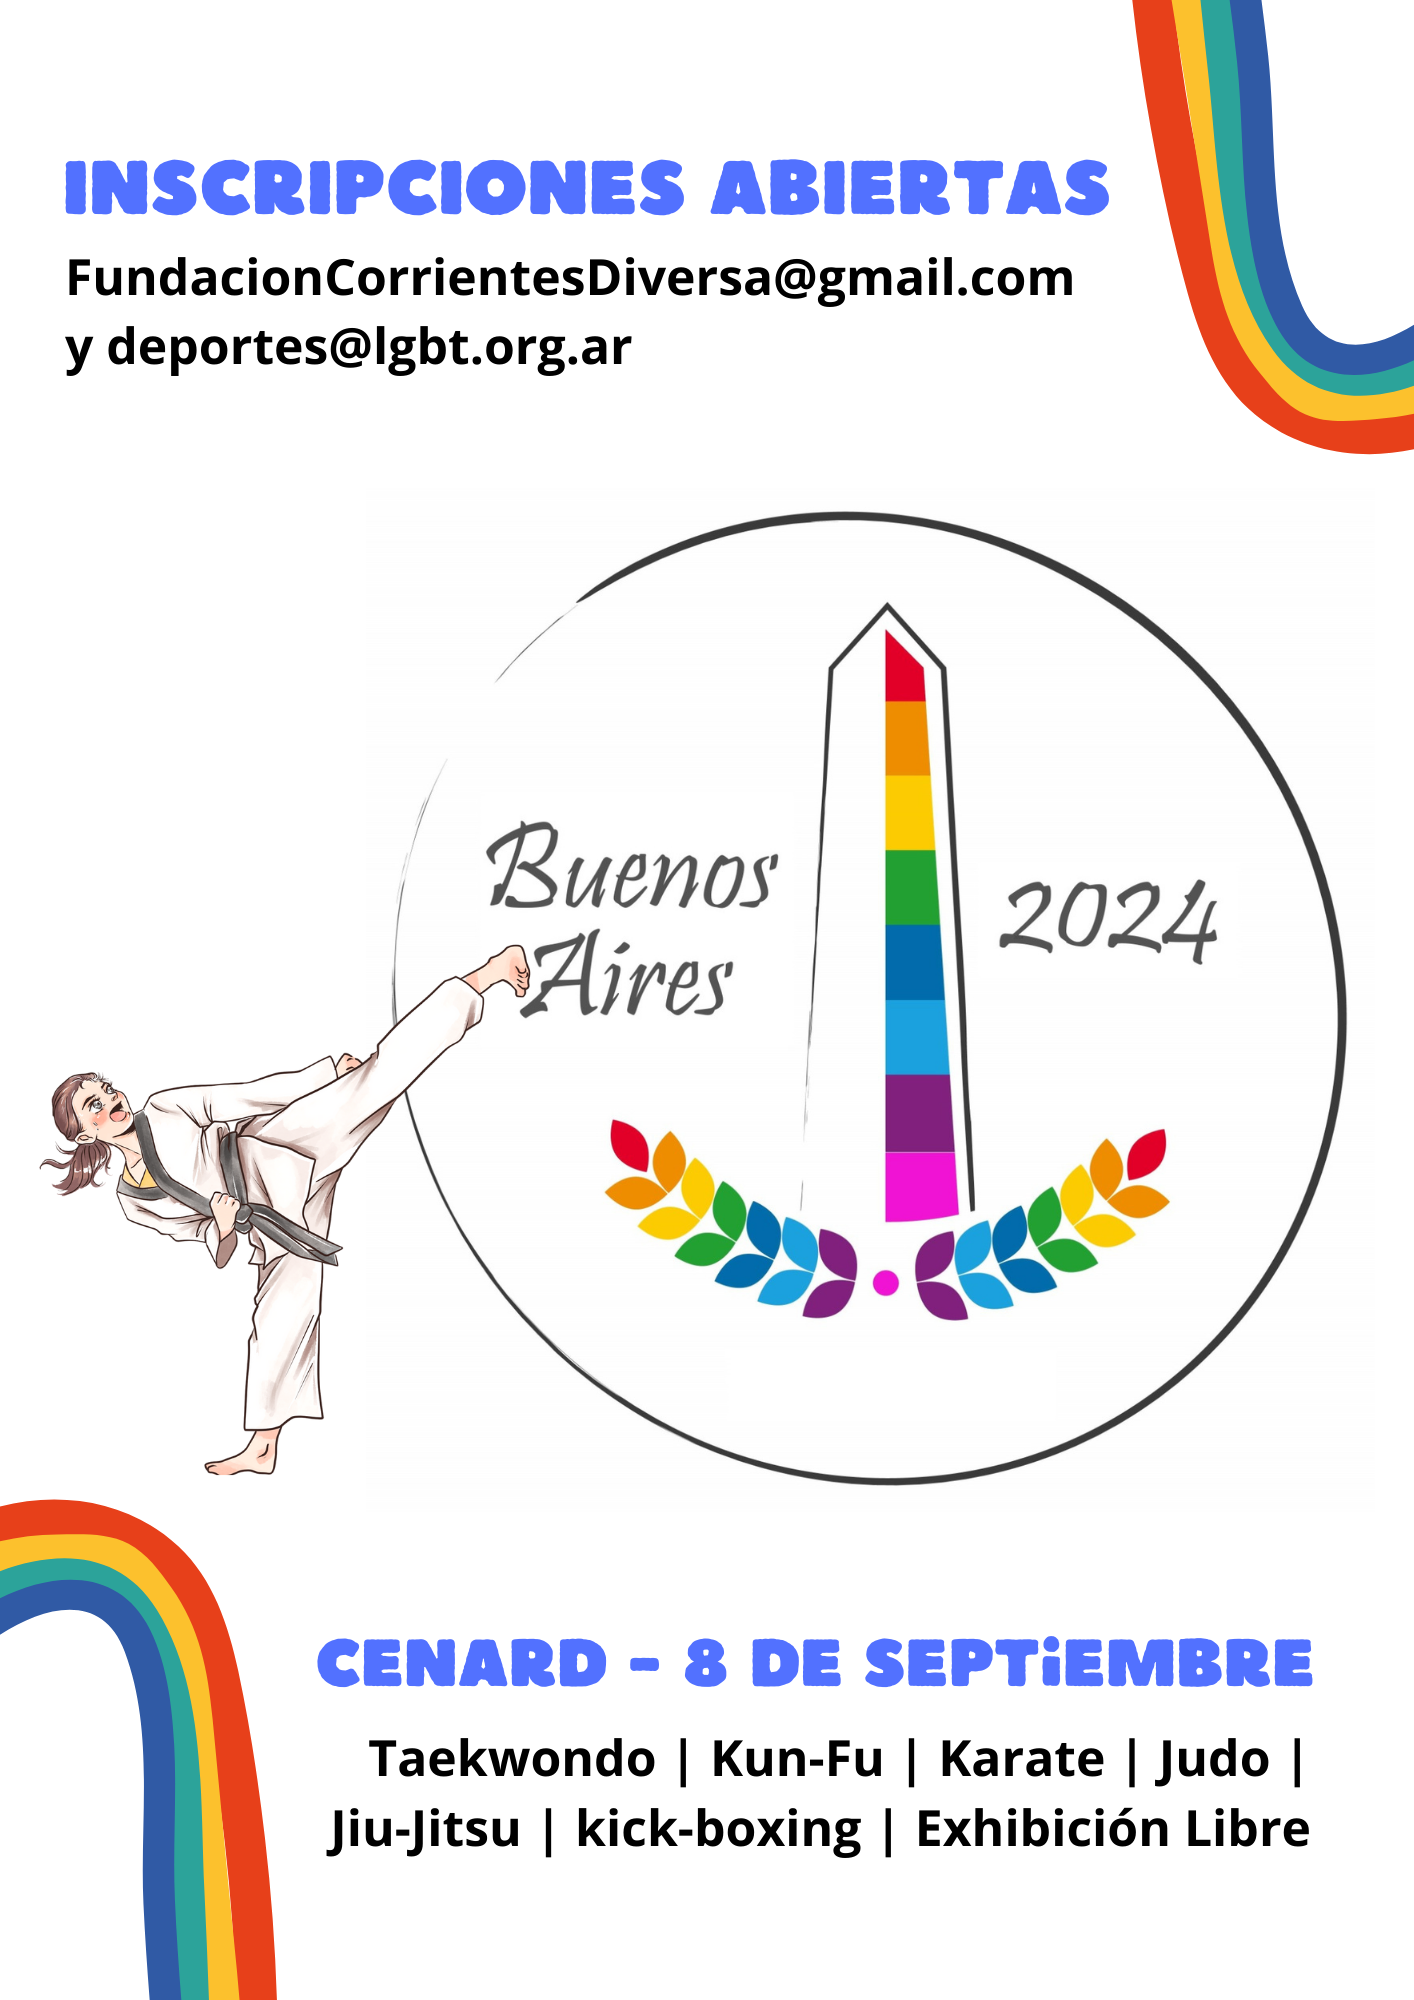 INSCRIPCIONES ABIERTAS
FundacionCorrientesDiversa@gmail.com
y deportes@lgbt.org.ar
Buenos
Aires
2024
CENARD - 8 DE SEPTiEMBRE
Taekwondo | Kun-Fu | Karate | Judo |
Jiu-Jitsu | kick-boxing | Exhibición Libre